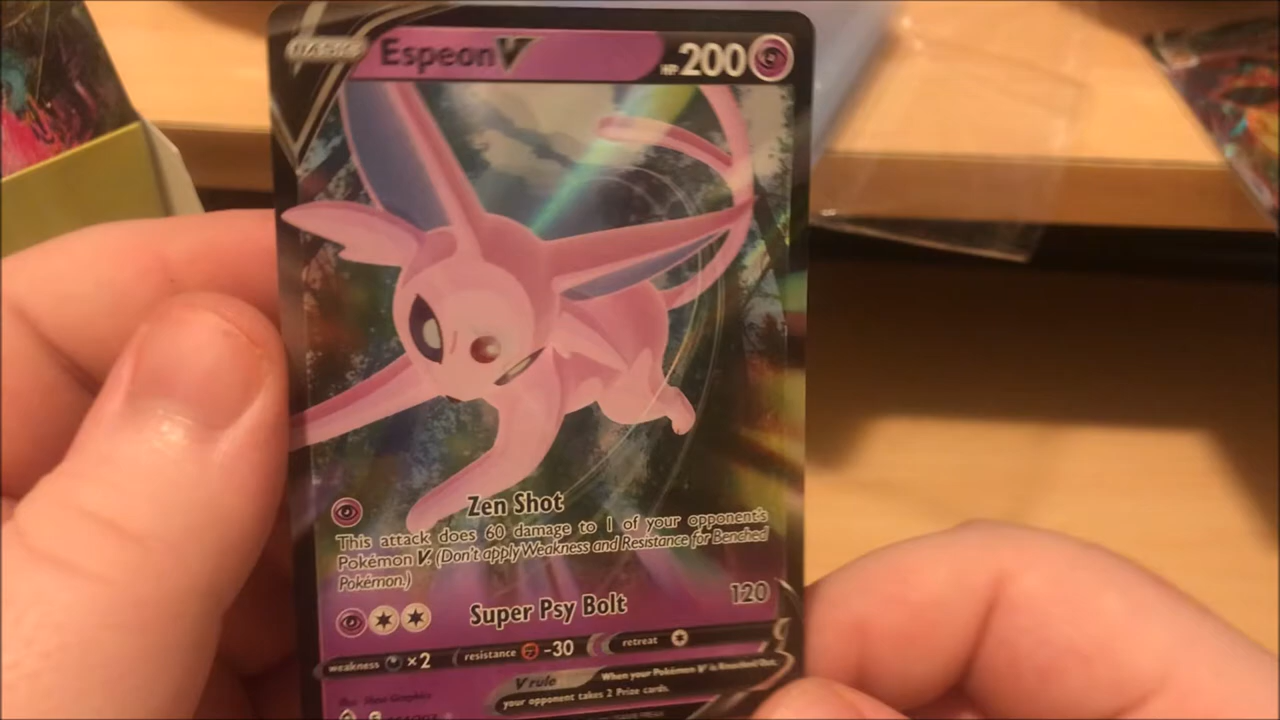 BASIC
Espeon V HP 200
Zen Shot
This attack does 60 damage to 1 of your opponent's
Pokémon V. (Don't apply Weakness and Resistance for Benched
Pokémon.)
Super Psy Bolt 120
weakness ×2 resistance -30 retreat
V rule When your Pokémon V is Knocked Out,
your opponent takes 2 Prize cards.